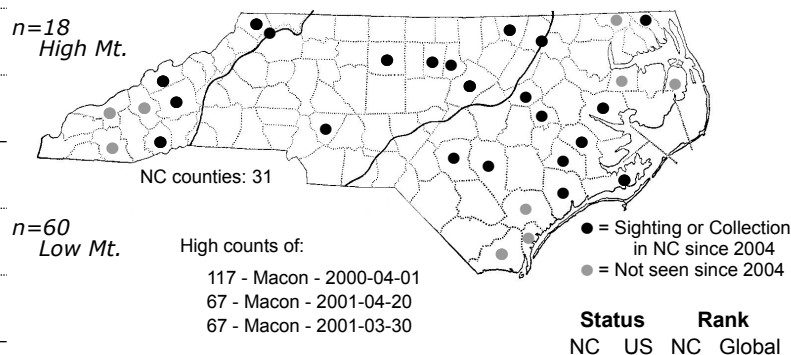 n=18
High Mt.
NC counties: 31
n=60
Low Mt.
High counts of:
117 - Macon - 2000-04-01
67 - Macon - 2001-04-20
67 - Macon - 2001-03-30
= Sighting or Collection
in NC since 2004
= Not seen since 2004
Status Rank
NC US NC Global